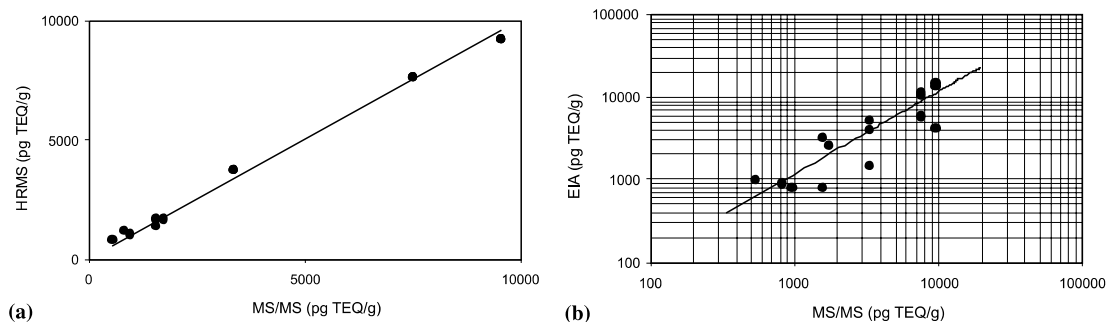 10000
5000
0
HRMS (pg TEQ/g)
0 5000 10000
MS/MS (pg TEQ/g)
(a)
100000
10000
1000
100
EIA (pg TEQ/g)
100 1000 10000 100000
MS/MS (pg TEQ/g)
(b)